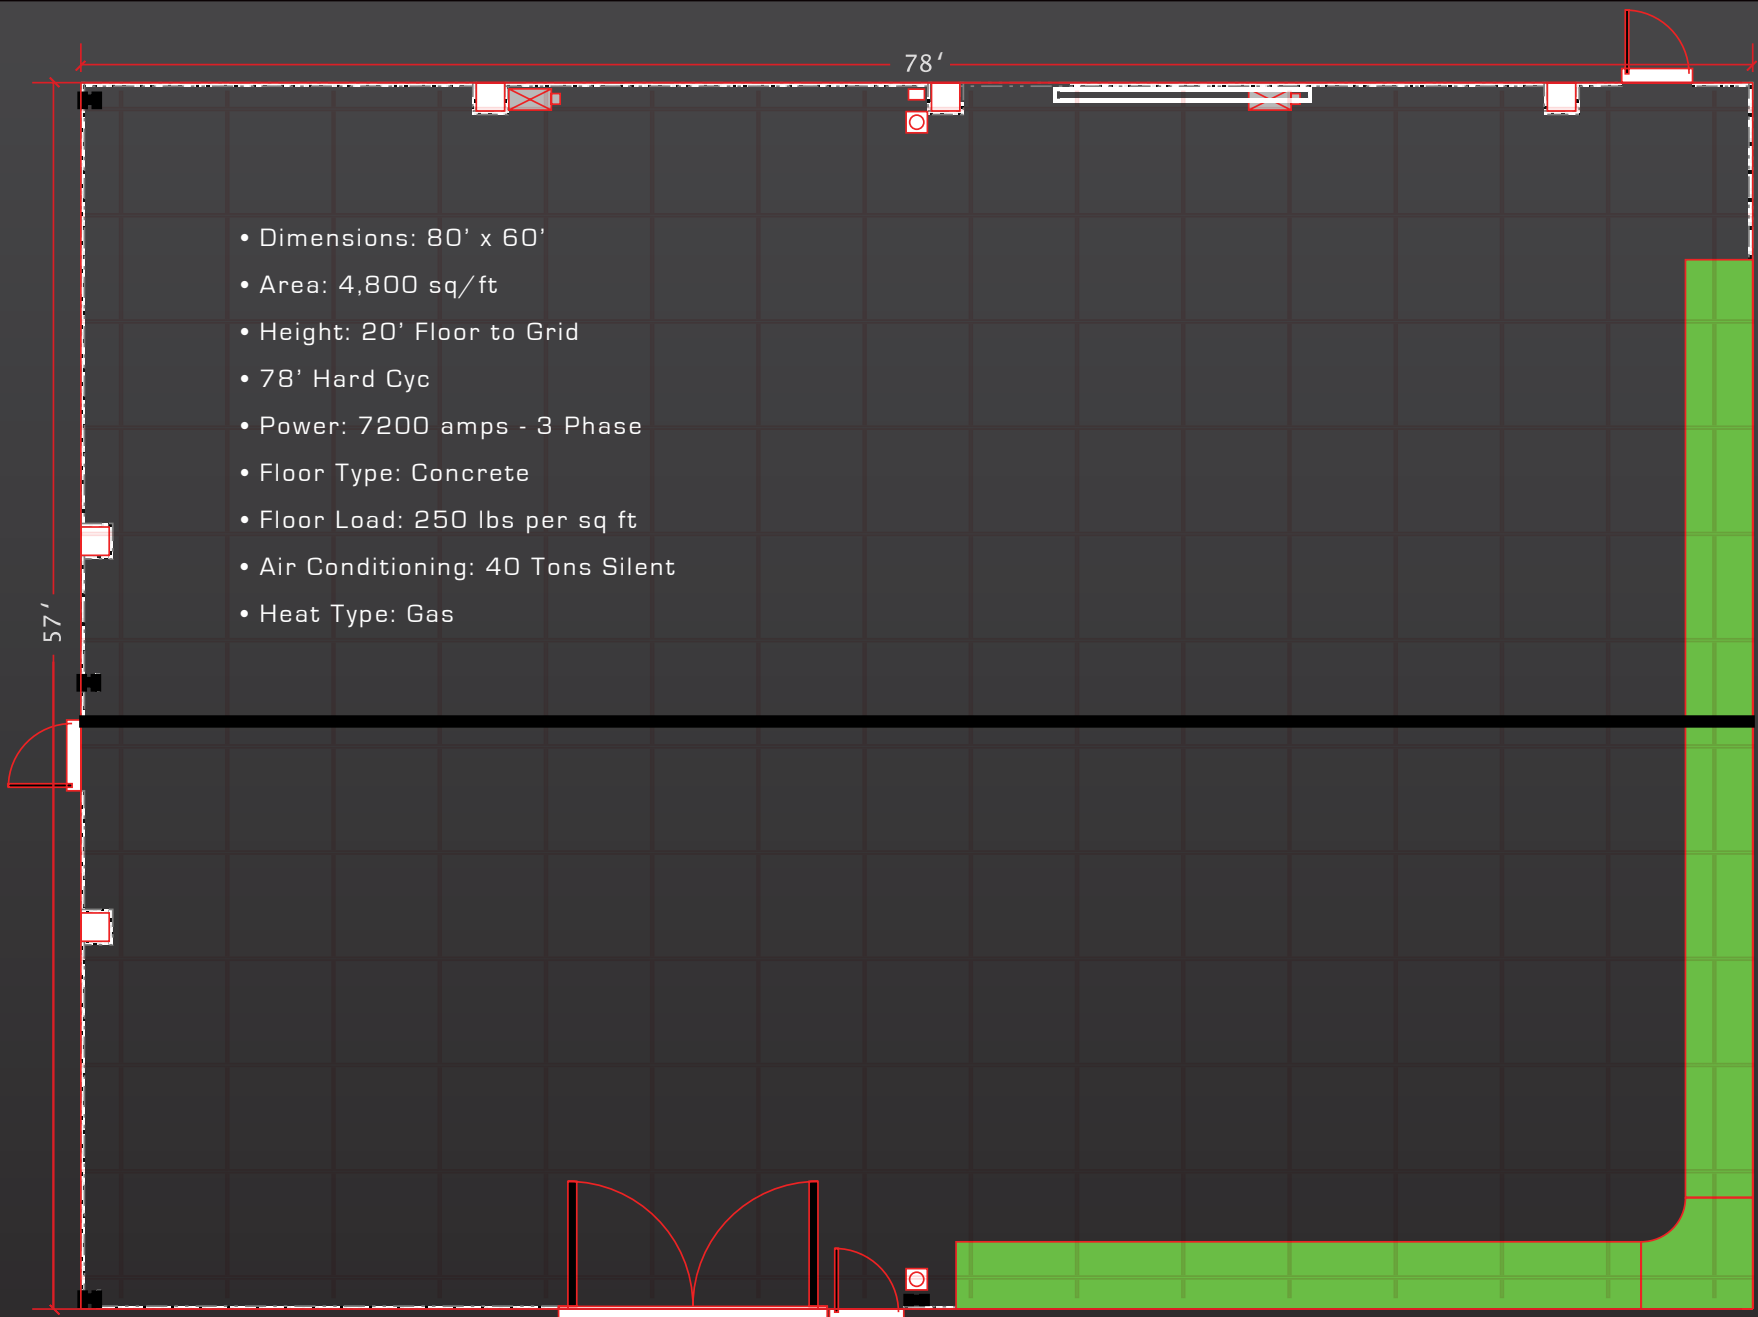 78'
• Dimensions: 80' x 60'
• Area: 4,800 sq/ft
• Height: 20' Floor to Grid
• 78' Hard Cyc
• Power: 7200 amps - 3 Phase
• Floor Type: Concrete
• Floor Load: 250 lbs per sq ft
• Air Conditioning: 40 Tons Silent
• Heat Type: Gas
57'